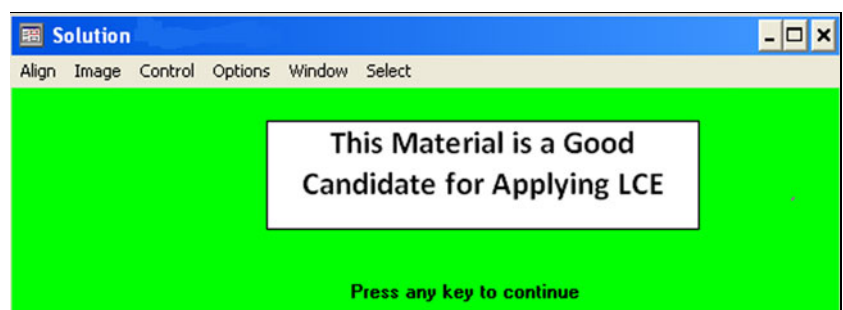 Solution
Align Image Control Options Window Select
This Material is a Good
Candidate for Applying LCE
Press any key to continue